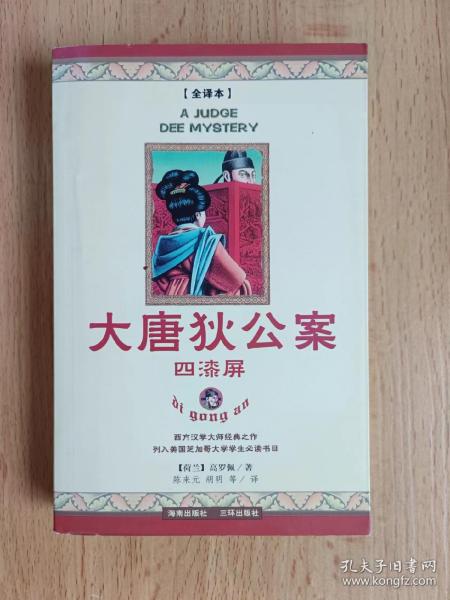 【全译本】
A JUDGE
DEE MYSTERY
大唐狄公案
四漆屏
di gong an
西方汉学大师经典之作
列入美国芝加哥大学学生必读书目
【荷兰】高罗佩／著
陈来元 胡明 等／译
海南出版社 三环出版社
孔夫子旧书网
www.kongfz.com